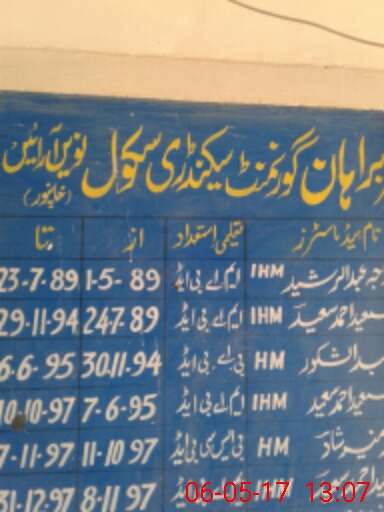 سربراہان گورنمنٹ سیکنڈری سکول نویں آرائیں
(خانپور)
نام ہیڈ ماسٹرز تعلیمی استعداد از تا
عبدالرشید IHM ایم اے بی ایڈ 1-5-89 23-7-89
سعید احمد سعید IHM ایم اے بی ایڈ 24-7-89 29-11-94
عبدالشکور HM بی اے بی ایڈ 30.11-94 6-6-95
سعید احمد سعید IHM ایم اے بی ایڈ 7-6-95 10-10-97
HM بی ایس سی بی ایڈ 11-10 97 7-11-97
8-11 97 31-12-97
06-05-17 13:07